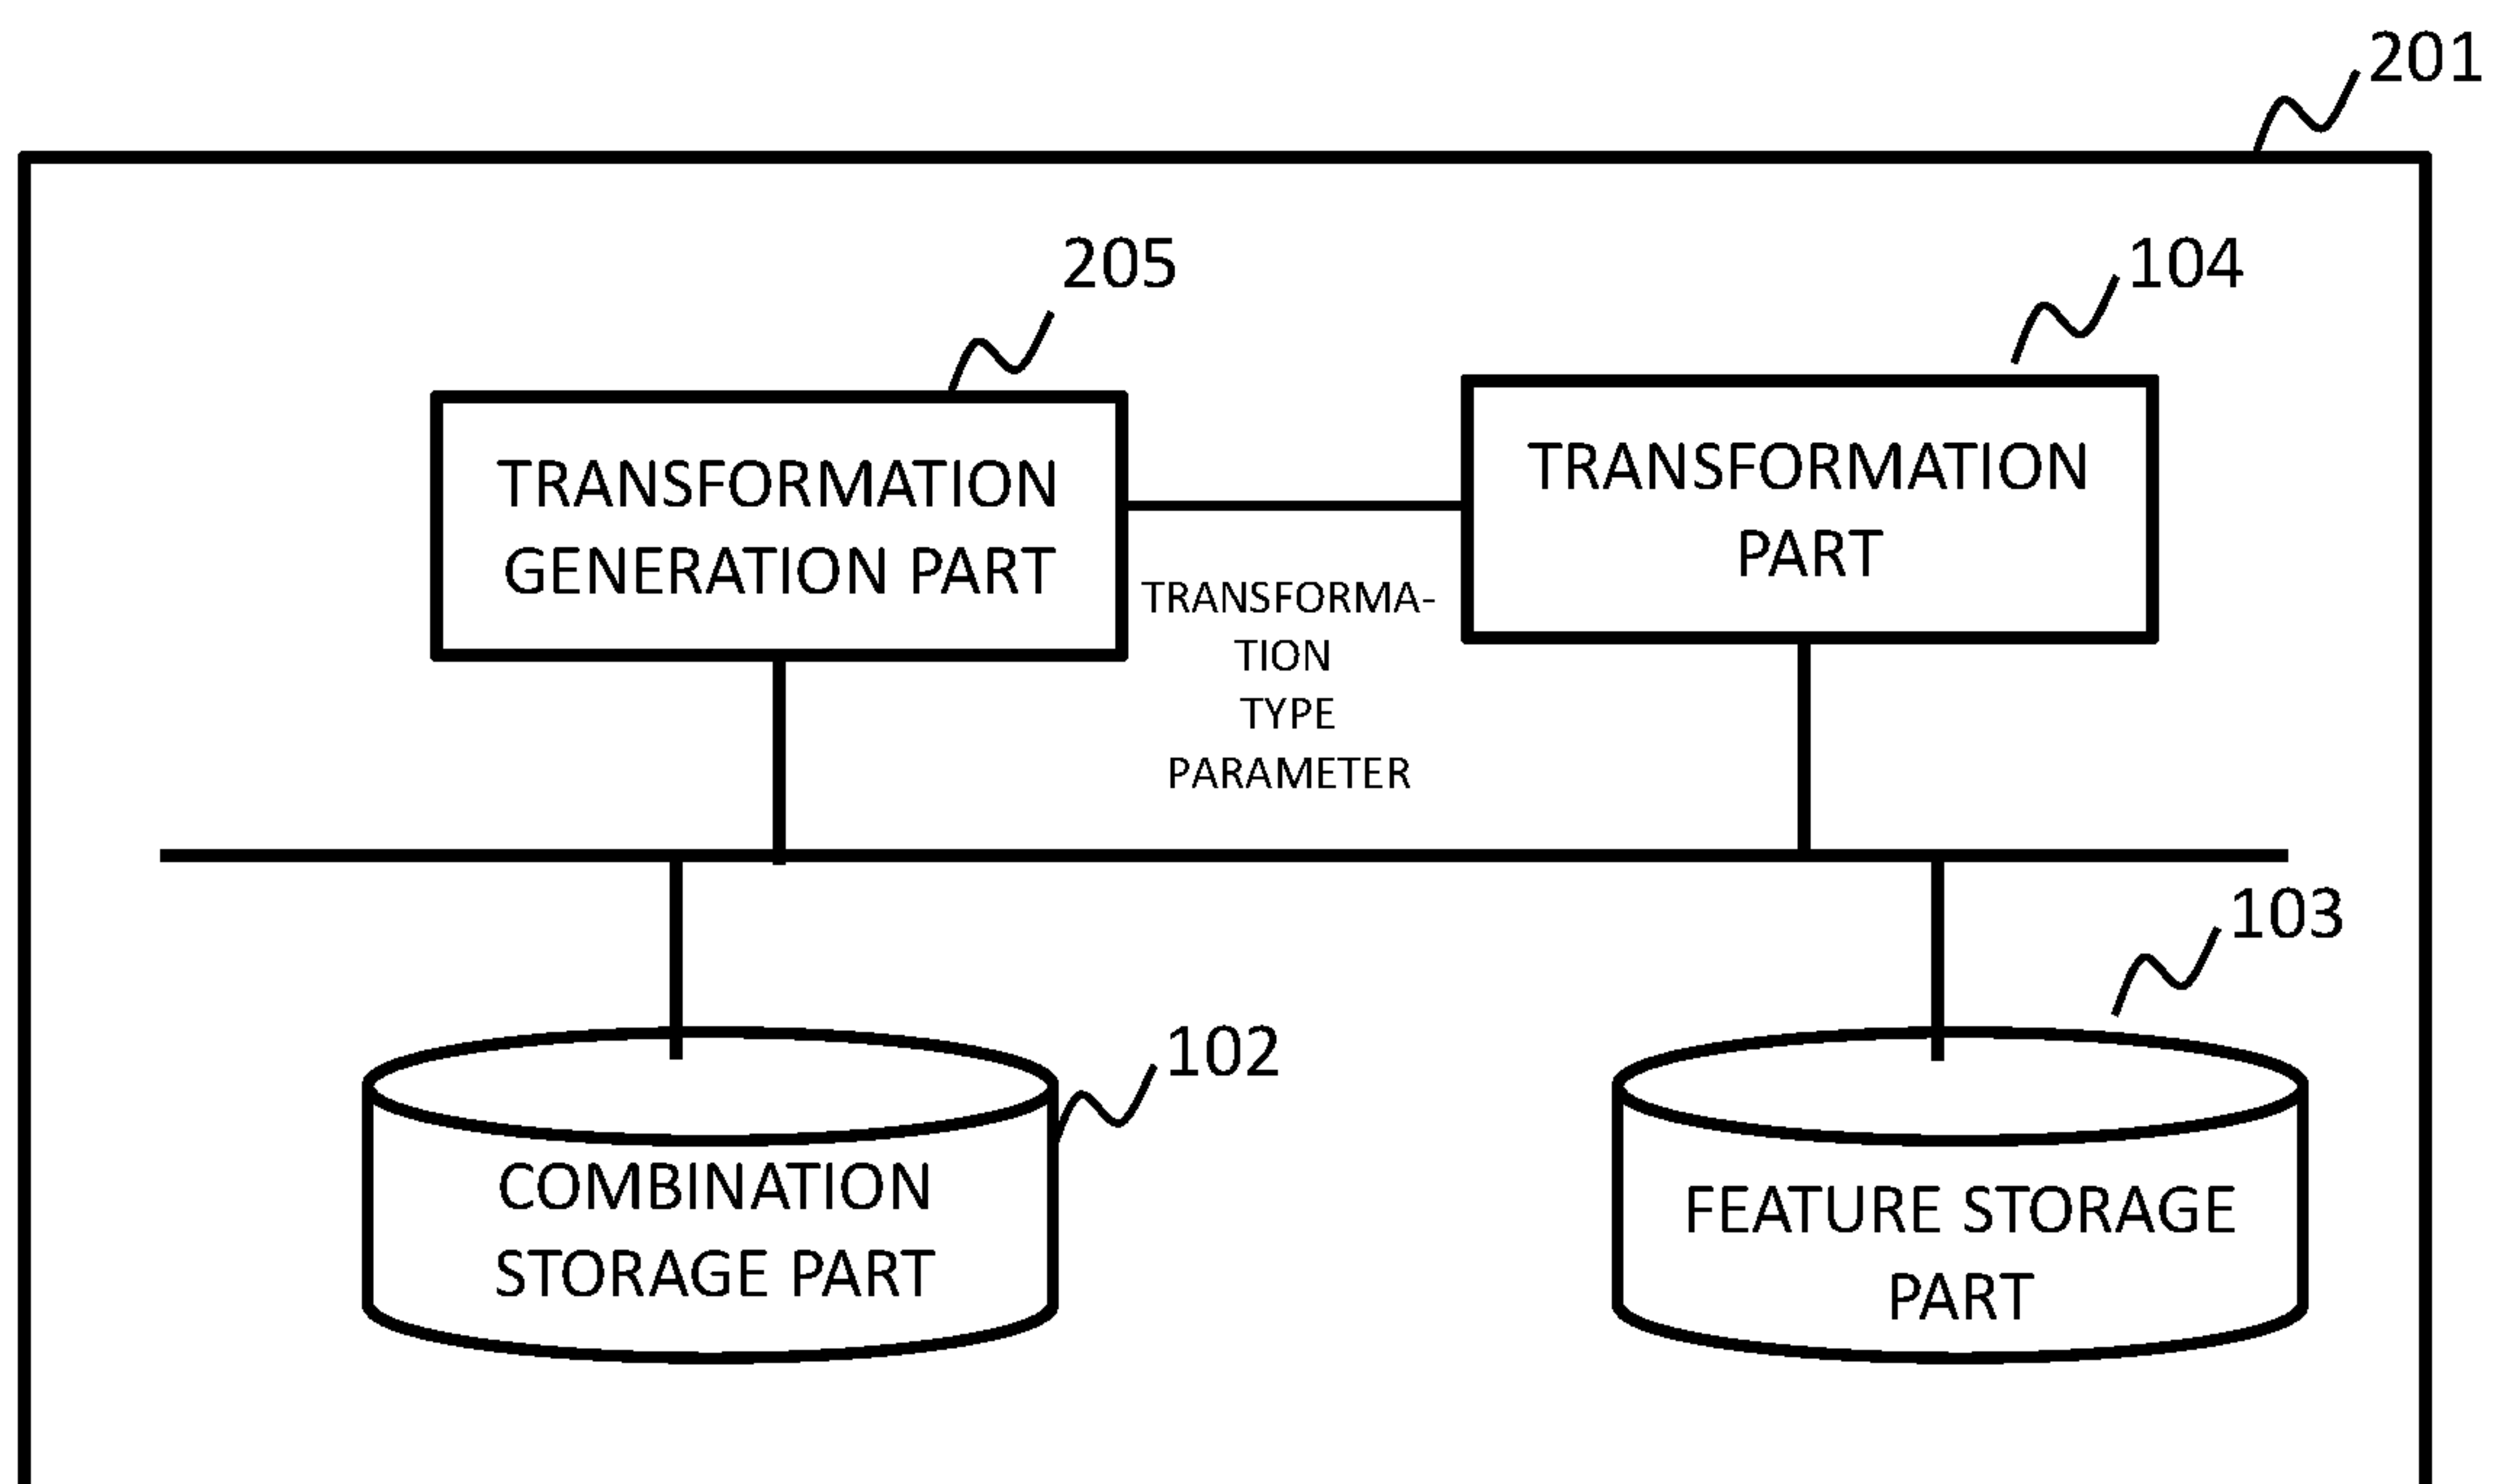 201
205
104
TRANSFORMATION
GENERATION PART
TRANSFORMATION
PART
TRANSFORMA-
TION
TYPE
PARAMETER
103
102
COMBINATION
STORAGE PART
FEATURE STORAGE
PART